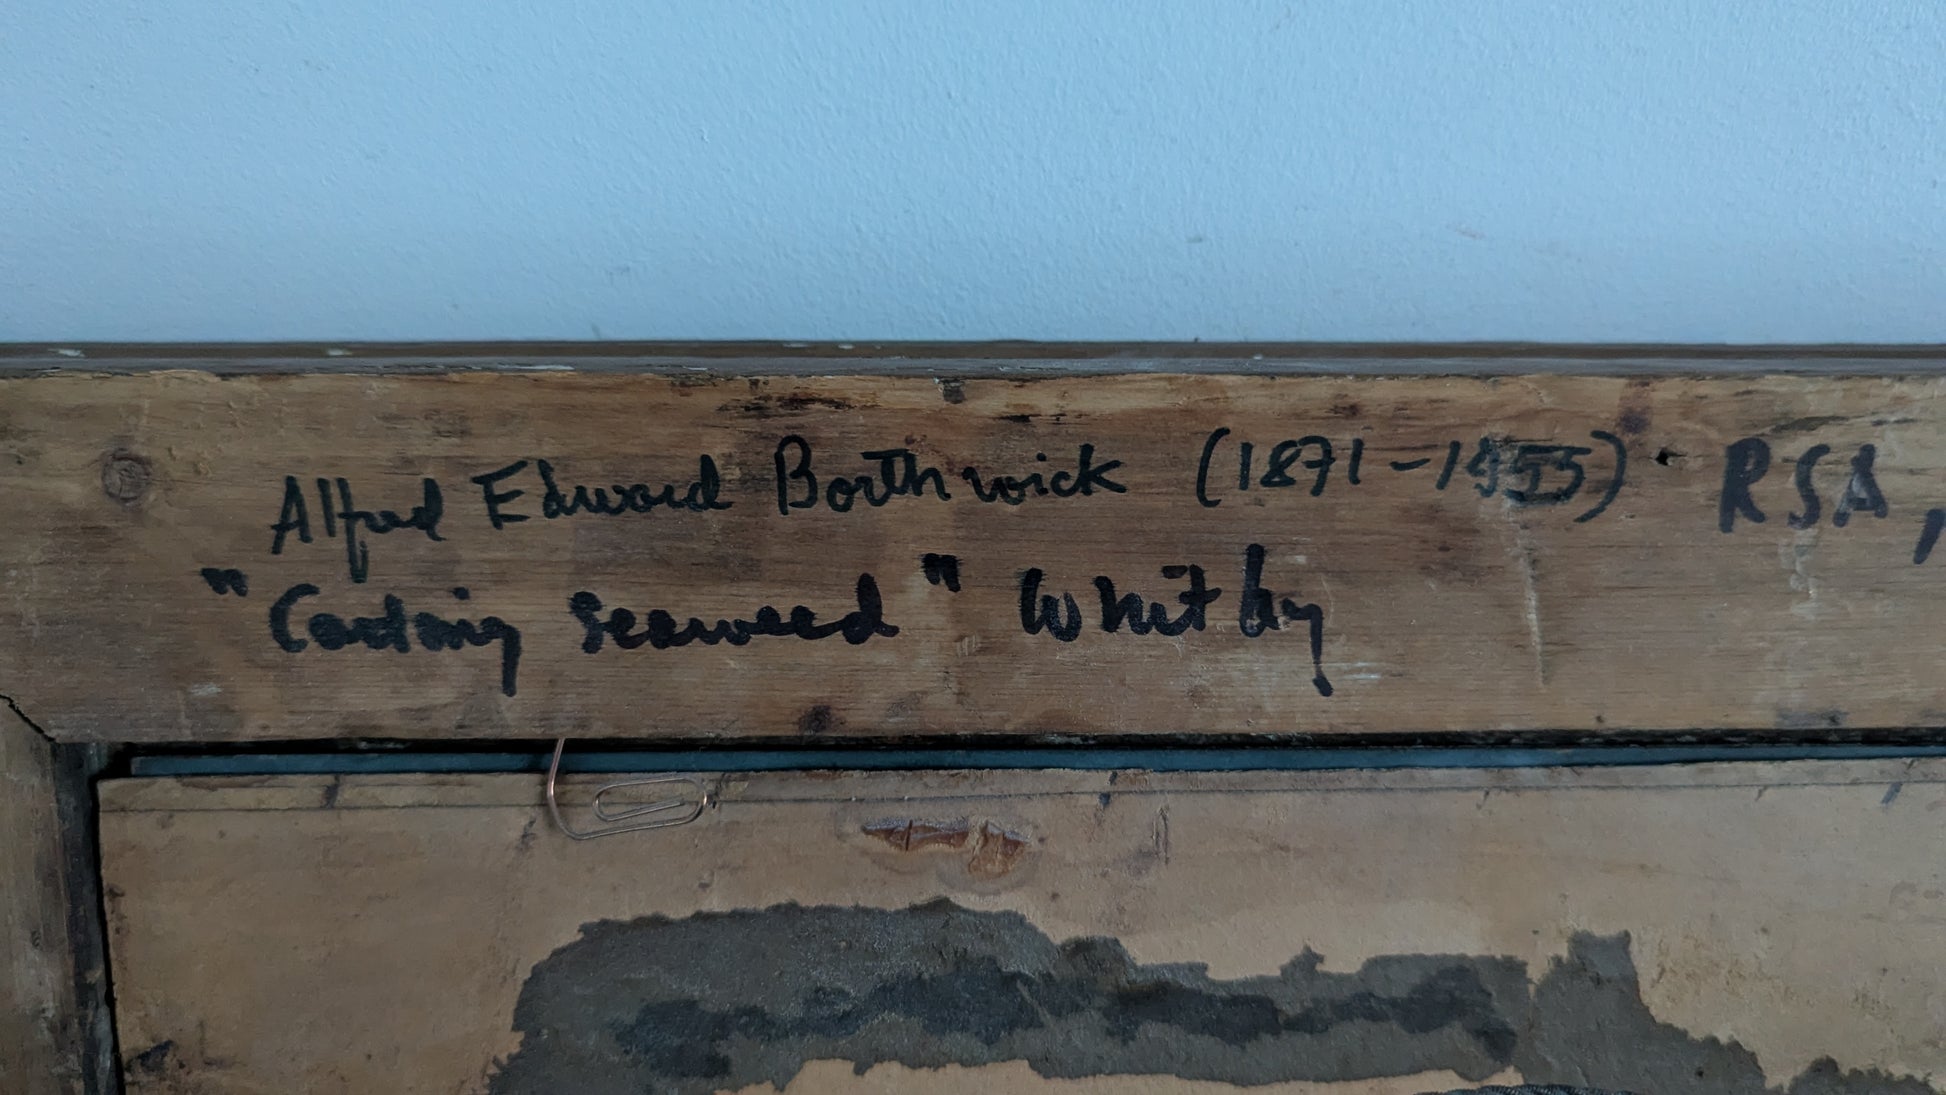 Alfred Edward Borthwick (1871-1955) RSA,
"Carting Seaweed" Whitby